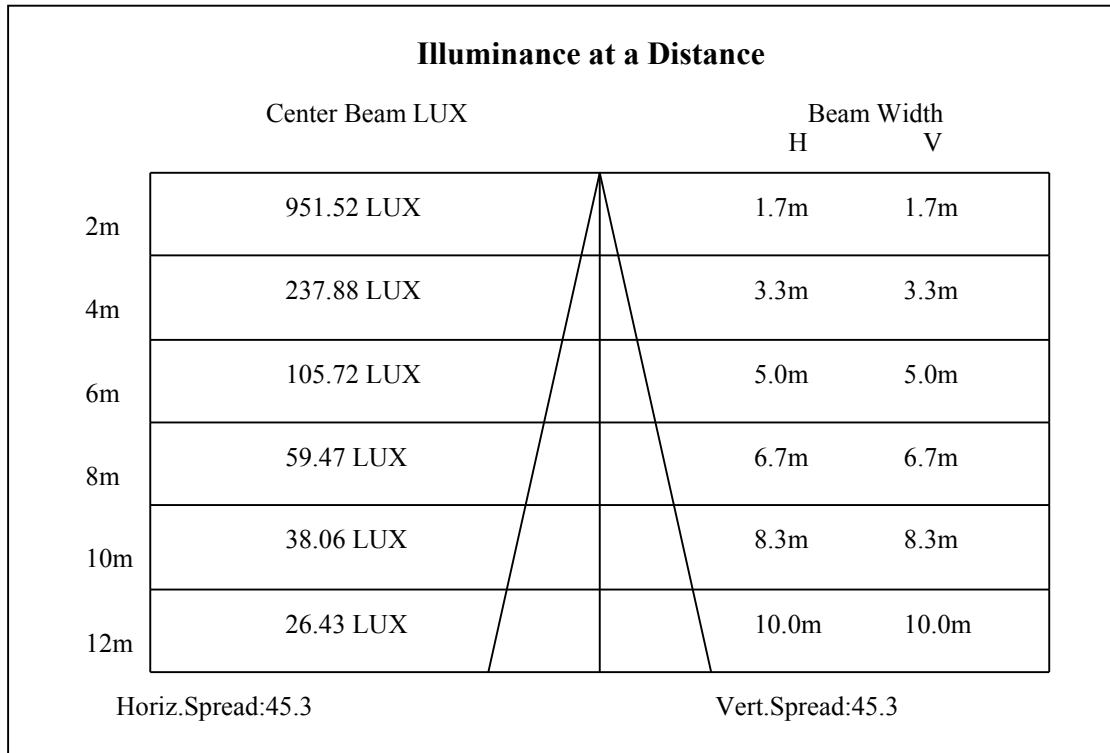 Illuminance at a Distance
Center Beam LUX Beam Width
H V
2m 951.52 LUX 1.7m 1.7m
4m 237.88 LUX 3.3m 3.3m
6m 105.72 LUX 5.0m 5.0m
8m 59.47 LUX 6.7m 6.7m
10m 38.06 LUX 8.3m 8.3m
12m 26.43 LUX 10.0m 10.0m
Horiz.Spread:45.3 Vert.Spread:45.3